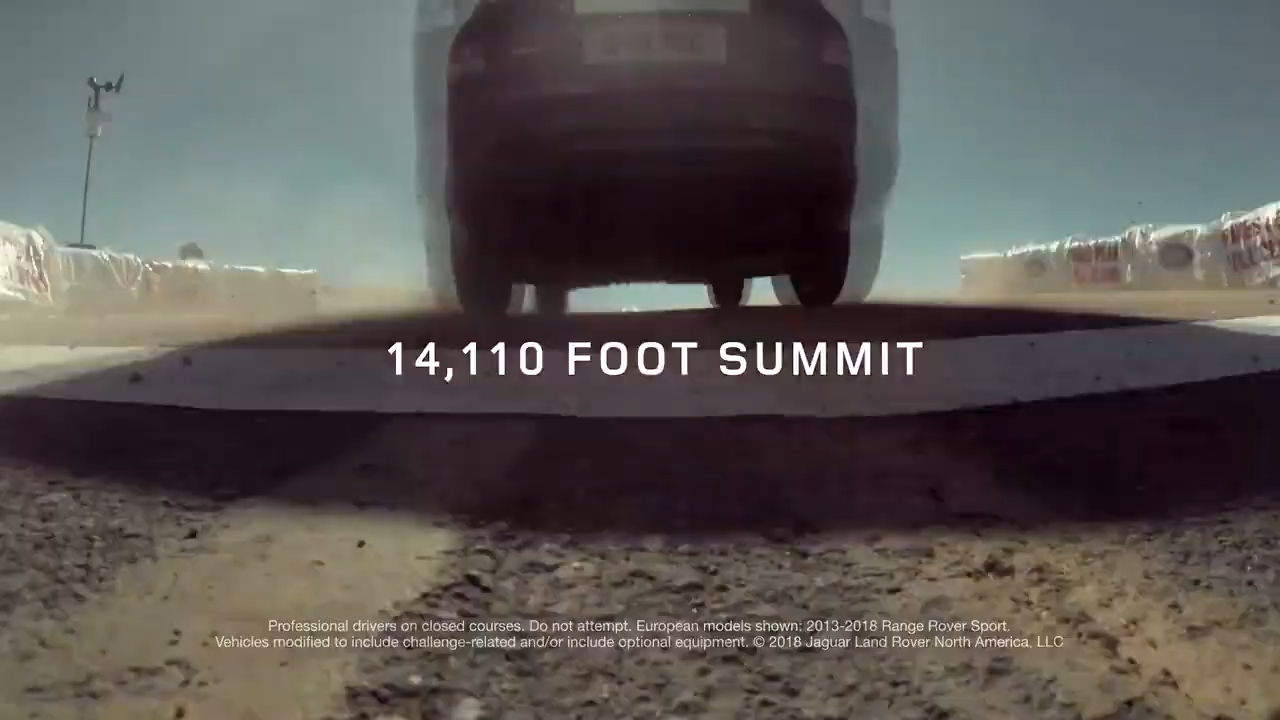 14,110 FOOT SUMMIT
Professional drivers on closed courses. Do not attempt. European models shown: 2013-2018 Range Rover Sport.
Vehicles modified to include challenge-related and/or include optional equipment. © 2018 Jaguar Land Rover North America, LLC